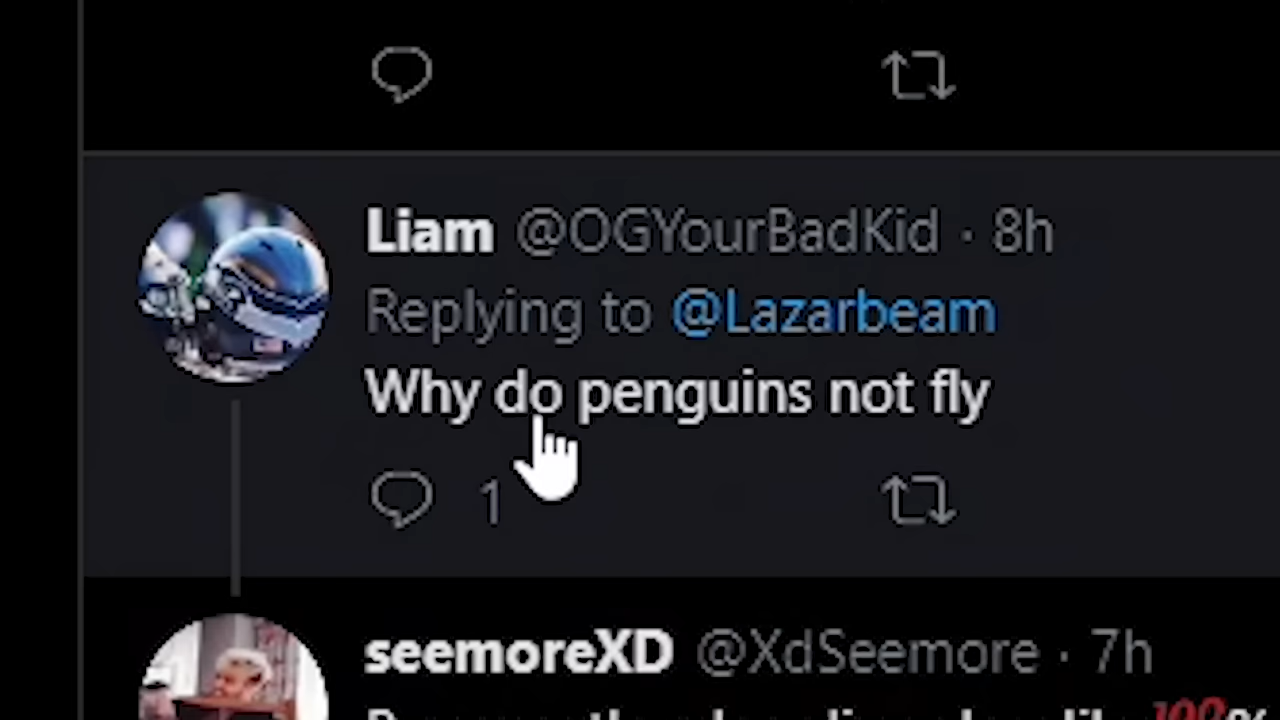 Liam @OGYourBadKid · 8h
Replying to @Lazarbeam
Why do penguins not fly
1
seemoreXD @XdSeemore · 7h